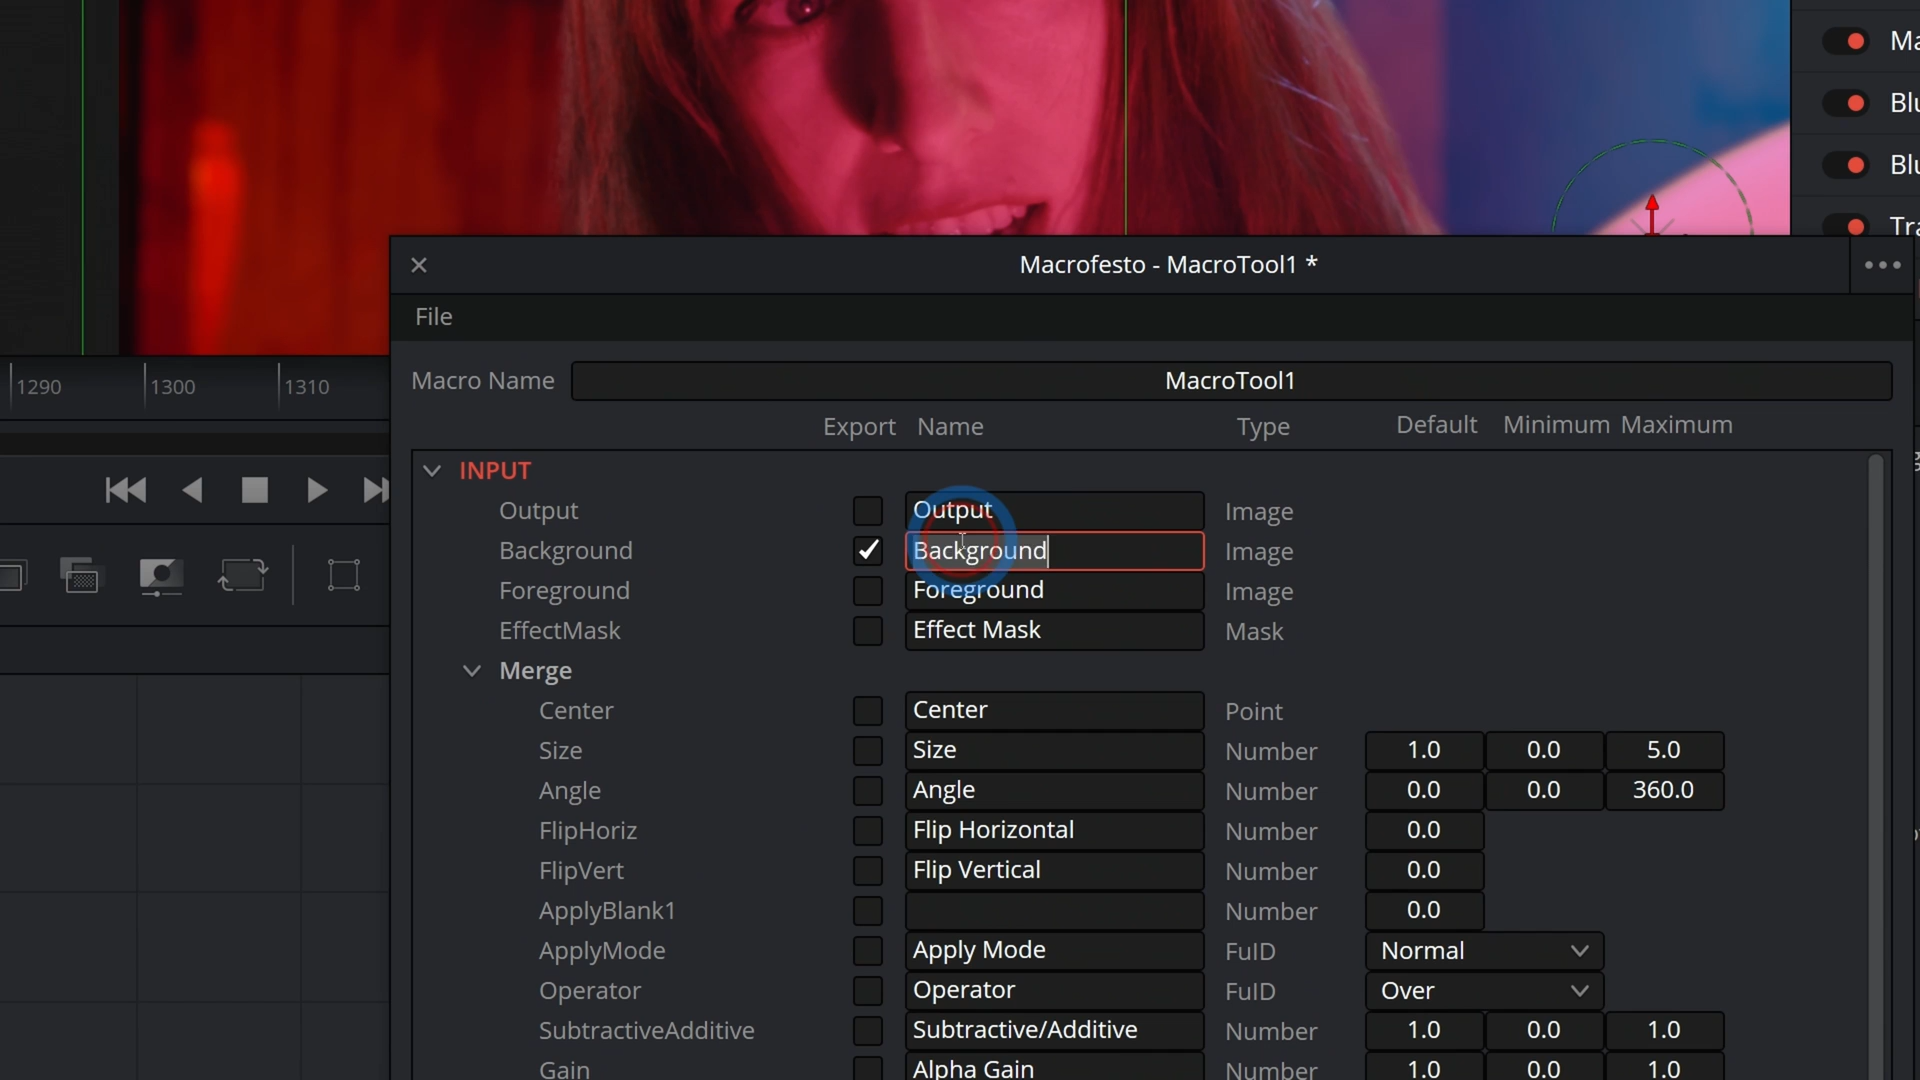 Ma
Blu
Blu
Tra
Macrofesto - MacroTool1 *
File
1290 1300 1310
Macro Name MacroTool1
Export Name Type Default Minimum Maximum
INPUT
Output Output Image
Background Background Image
Foreground Foreground Image
EffectMask Effect Mask Mask
Merge
Center Center Point
Size Size Number 1.0 0.0 5.0
Angle Angle Number 0.0 0.0 360.0
FlipHoriz Flip Horizontal Number 0.0
FlipVert Flip Vertical Number 0.0
ApplyBlank1 Number 0.0
ApplyMode Apply Mode FuID Normal
Operator Operator FuID Over
SubtractiveAdditive Subtractive/Additive Number 1.0 0.0 1.0
Gain Alpha Gain Number 1.0 0.0 1.0